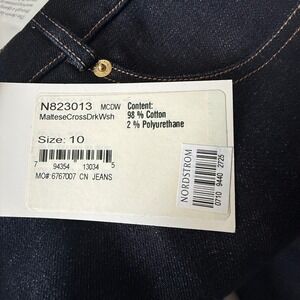 N823013 MCDW
MalteseCrossDrkWsh
Content:
98 % Cotton
2 % Polyurethane
Size: 10
7 94354 13034 5
MO#:6767007 CN JEANS
NORDSTROM
0710 9440 2725